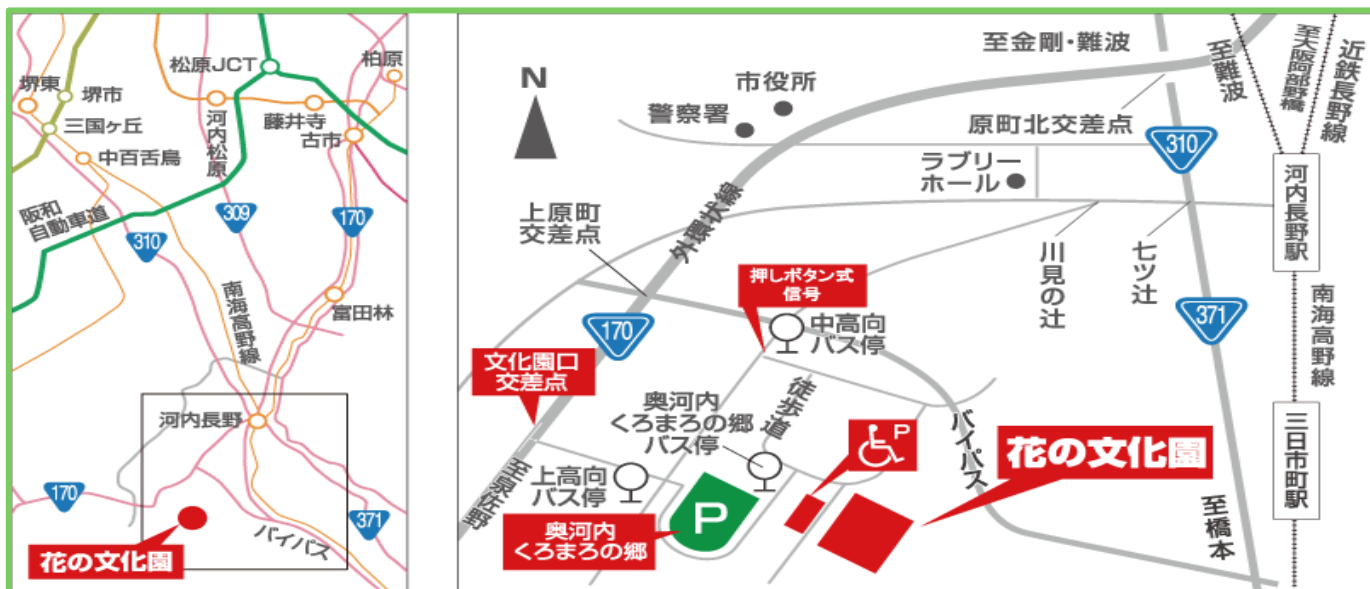 堺東
堺市
三国ヶ丘
中百舌鳥
松原JCT
柏原
河内松原
藤井寺
古市
阪和
自動車道
310
309
170
南海高野線
富田林
河内長野
170
371
バイパス
花の文化園
N
市役所
警察署
至金剛・難波
至難波
至大阪阿部野橋
近鉄長野線
原町北交差点
310
ラブリー
ホール
河内長野駅
上原町
交差点
外環状線
川見の辻
七ツ辻
押しボタン式
信号
170
中高向
バス停
371
南海高野線
文化園口
交差点
奥河内
くろまろの郷
バス停
徒歩道
P
バイパス
花の文化園
三日市町駅
至泉佐野
上高向
バス停
P
奥河内
くろまろの郷
至橋本